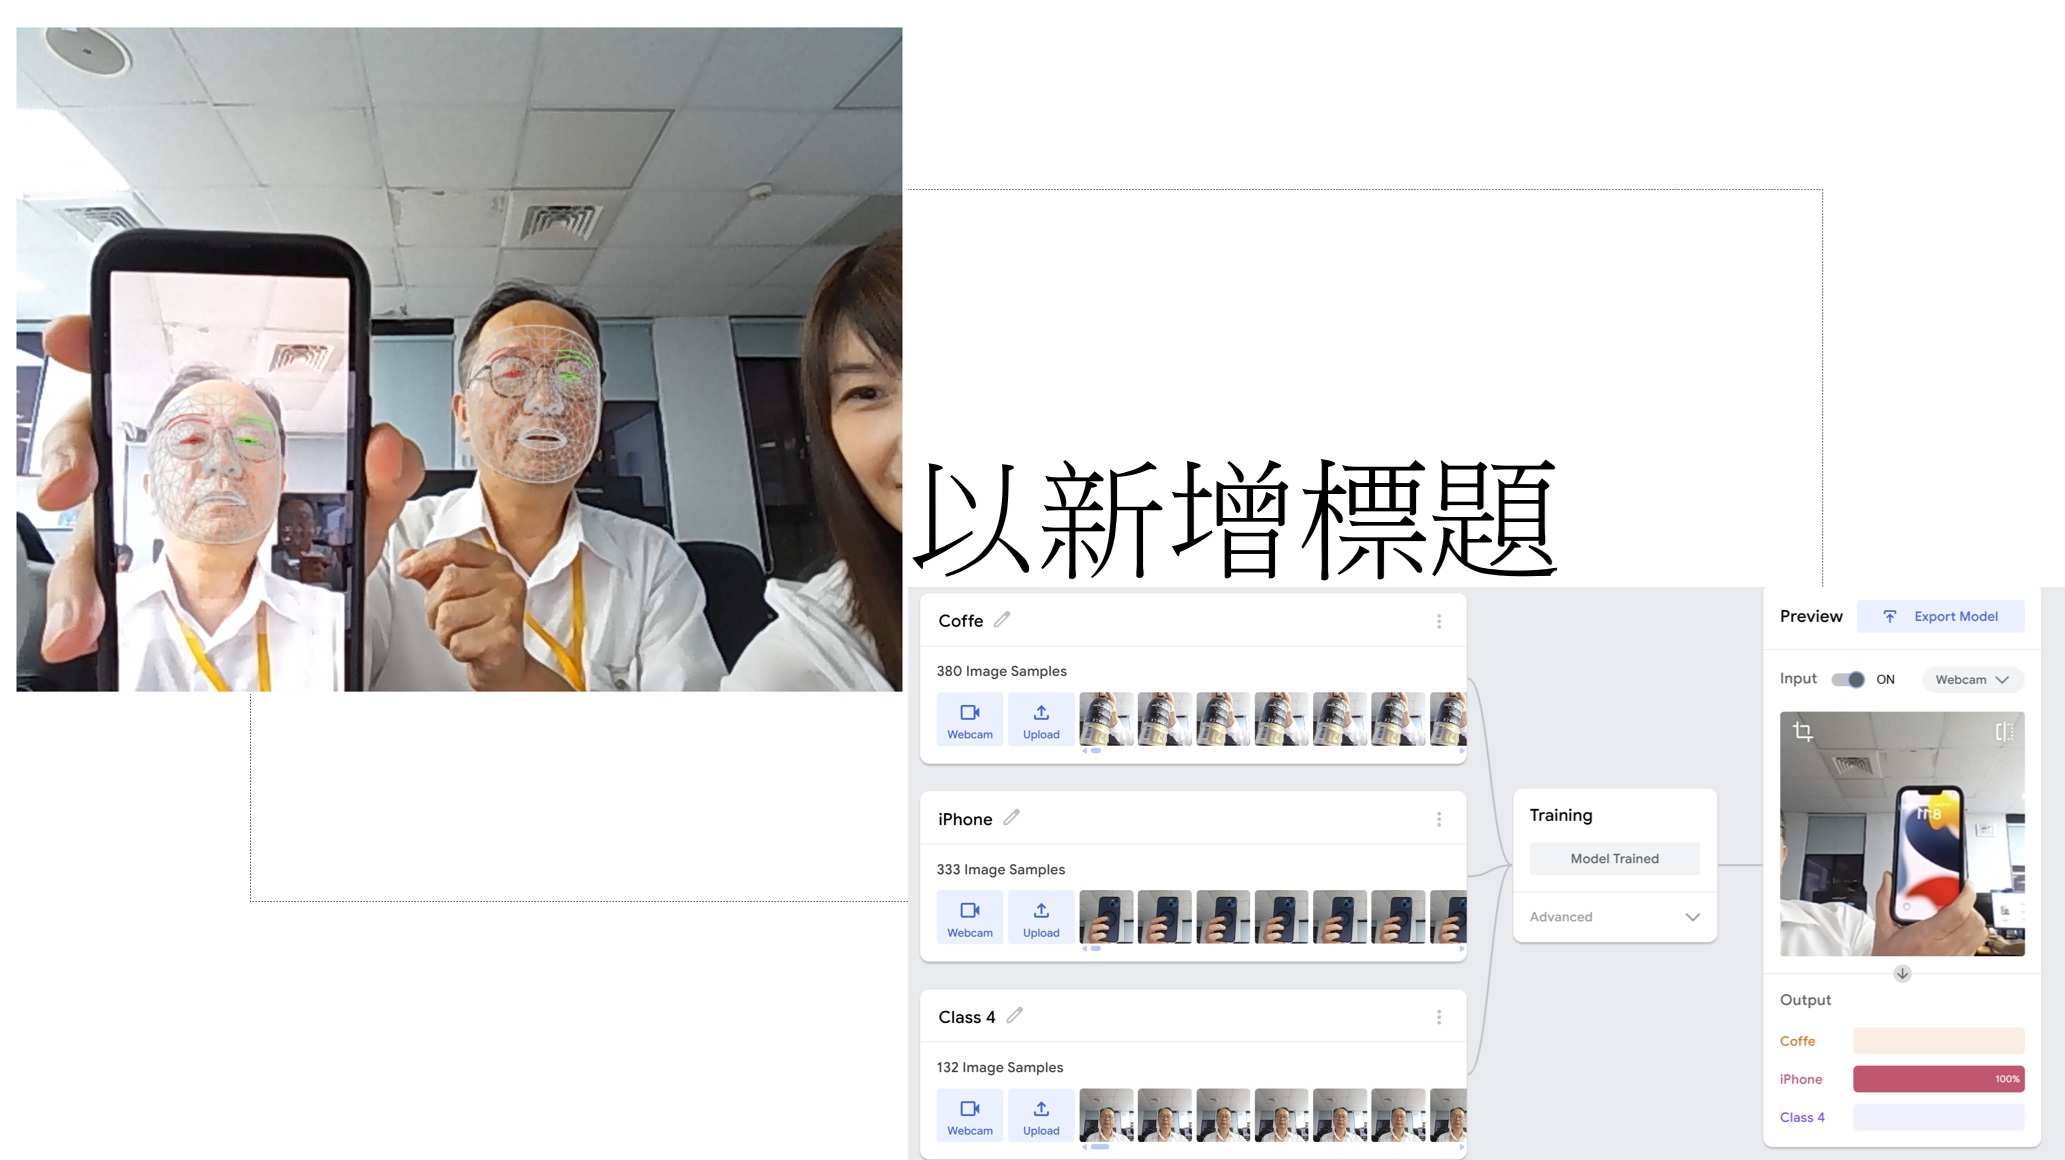 以新增標題
Coffe
380 Image Samples
Webcam
Upload
iPhone
333 Image Samples
Webcam
Upload
Class 4
132 Image Samples
Webcam
Upload
Training
Model Trained
Advanced
Preview
Export Model
Input
ON
Webcam
Output
Coffe
iPhone
100%
Class 4